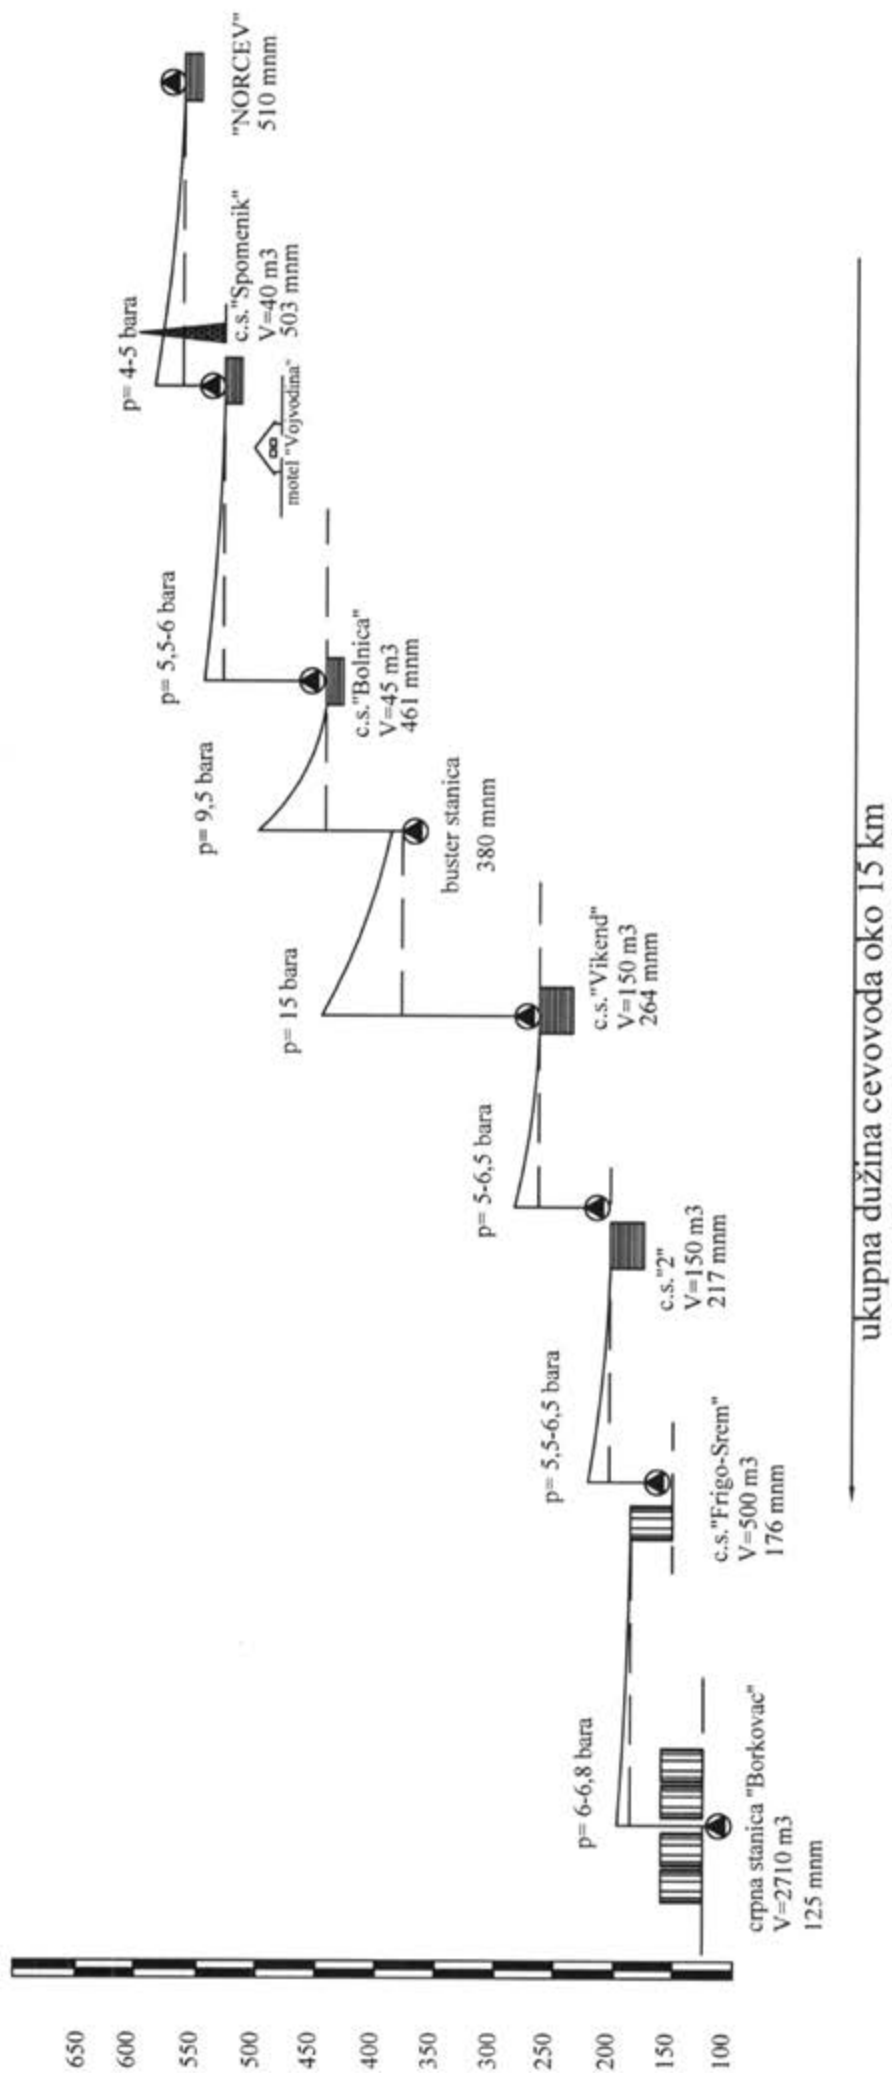 650
600
550
500
450
400
350
300
250
200
150
100
p= 6-6,8 bara
crpna stanica "Borkovac"
V=2710 m3
125 mnm
p= 5,5-6,5 bara
c.s."Frigo-Srem"
V=500 m3
176 mnm
p= 5-6,5 bara
c.s."2"
V=150 m3
217 mnm
p= 15 bara
c.s."Vikend"
V=150 m3
264 mnm
p= 9,5 bara
buster stanica
380 mnm
p= 5,5-6 bara
c.s."Bolnica"
V=45 m3
461 mnm
motel "Vojvodina"
p= 4-5 bara
c.s."Spomenik"
V=40 m3
503 mnm
"NORCEV"
510 mnm
ukupna dužina cevovoda oko 15 km